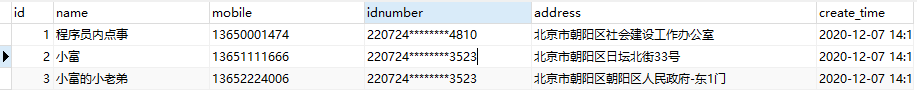 id name mobile idnumber address create_time
1 程序员内点事 13650001474 220724********4810 北京市朝阳区社会建设工作办公室 2020-12-07 14:1
2 小富 13651111666 220724********3523 北京市朝阳区日坛北街33号 2020-12-07 14:1
3 小富的小老弟 13652224006 220724********3523 北京市朝阳区朝阳区人民政府-东1门 2020-12-07 14:1